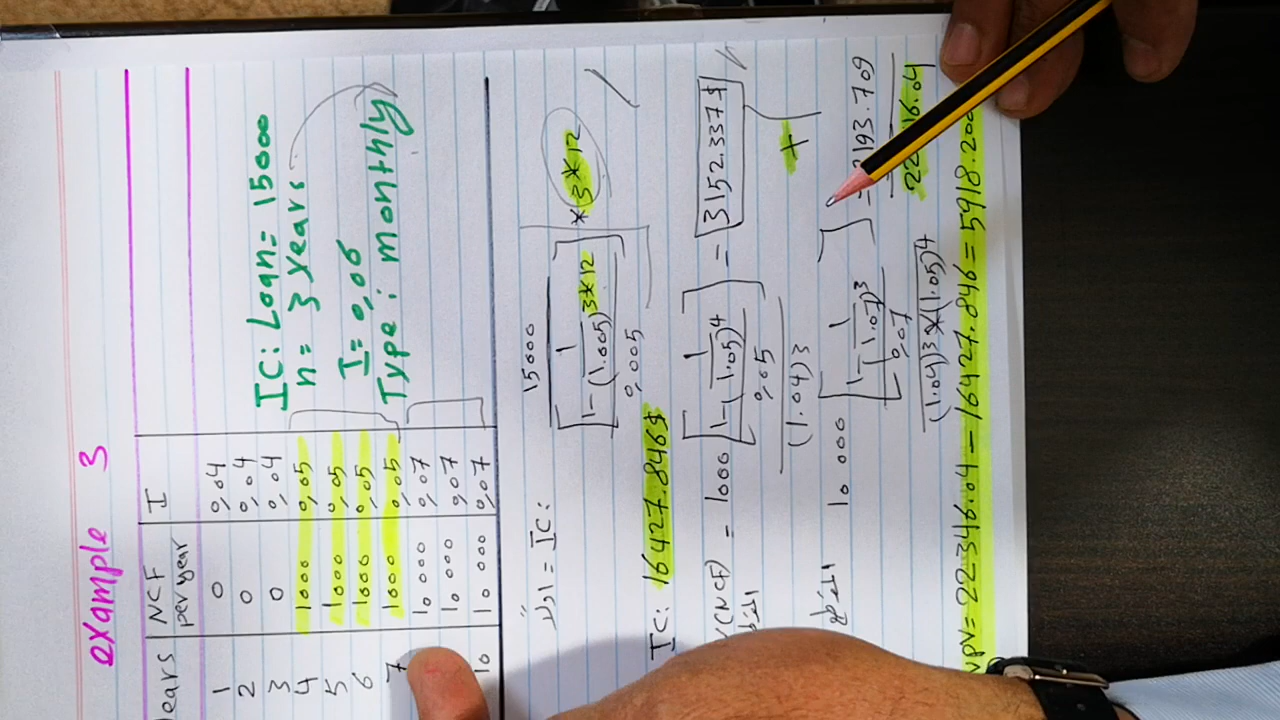 example 3
NCF I
per year
1 0 0,04
2 0 0,04
3 0 0,04
4 1000 0,05
5 1000 0,05
6 1000 0,05
7 1000 0,05
10 000 0,07
10 000 0,07
10 10 000 0,07
IC: Loan= 15000
n= 3 years
I= 0,06
Type: monthly
= IC: 15000
[1-1/(1.005)^3*12 / 0,005] *3*12
IC: 16427.846$
(NCF) = 1000 [1-1/(1.05)^4 / 0,05] = 3152.337$
(1.04)3
+
10 000 [1-1/(1.07)^3 / 0,07]
(1.04)^3*(1.05)^4
NPV= 22346.04 - 16427.846 = 5918.200